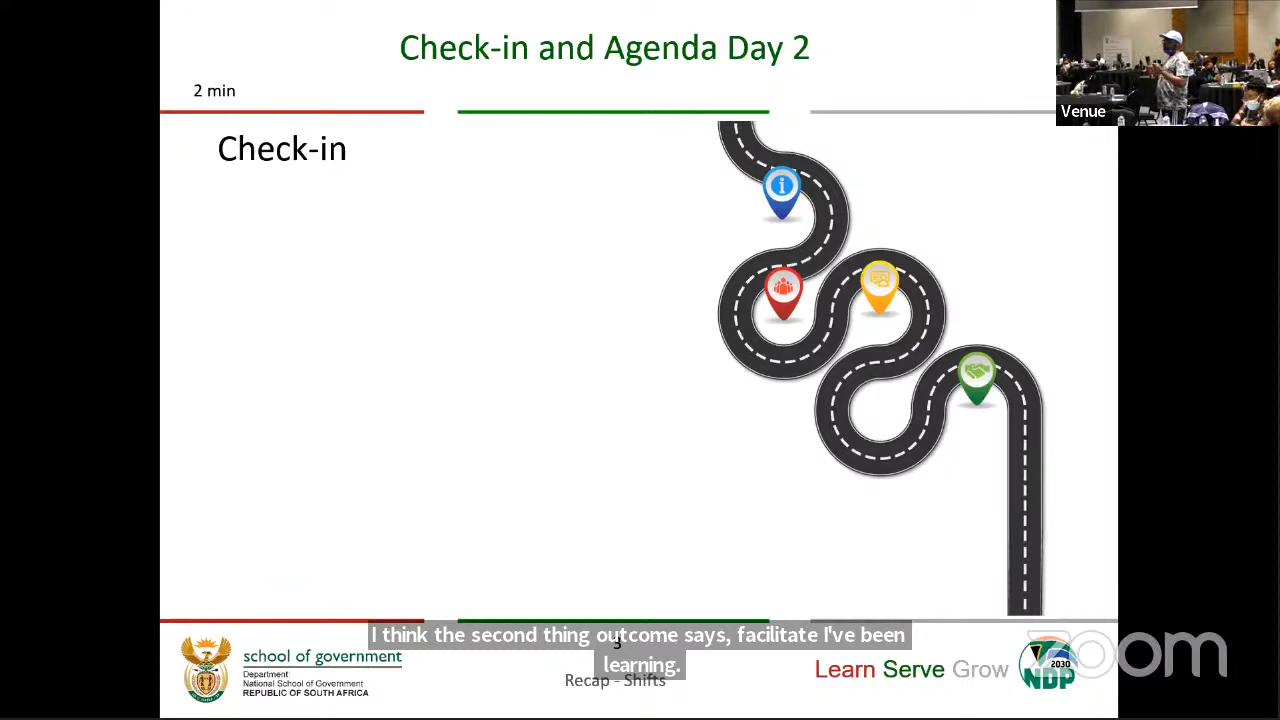 Check-in and Agenda Day 2
2 min
Venue
Check-in
i
I think the second thing outcome says, facilitate I've been
learning.
3
Recap - Shifts
school of government
Department:
National School of Government
REPUBLIC OF SOUTH AFRICA
Learn Serve Grow
2030
NDP
zoom